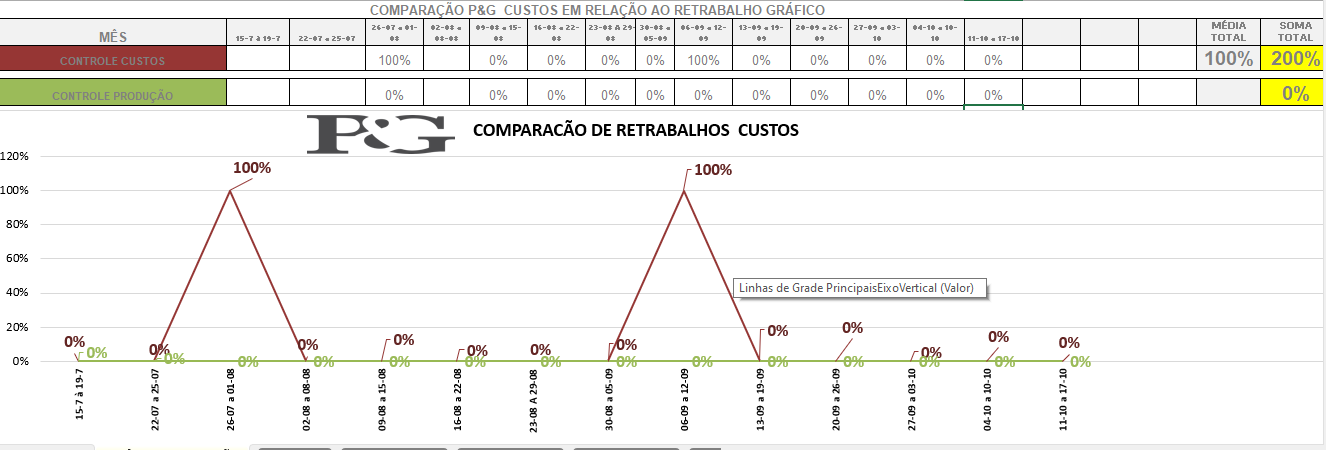 COMPARAÇÃO P&G CUSTOS EM RELAÇÃO AO RETRABALHO GRÁFICO
MÊS 15-7 à 19-7 22-07 a 25-07 26-07 a 01-08 02-08 a 08-08 09-08 a 15-08 16-08 a 22-08 23-08 A 29-08 30-08 a 05-09 06-09 a 12-09 13-09 a 19-09 20-09 a 26-09 27-09 a 03-10 04-10 a 10-10 11-10 a 17-10 MÉDIA TOTAL SOMA TOTAL
CONTROLE CUSTOS 100% 0% 0% 0% 0% 100% 0% 0% 0% 0% 0% 100% 200%
CONTROLE PRODUÇÃO 0% 0% 0% 0% 0% 0% 0% 0% 0% 0% 0% 0%
P&G COMPARACÃO DE RETRABALHOS CUSTOS
120%
100% 100% 100%
80%
60%
40% Linhas de Grade PrincipaisEixoVertical (Valor)
20%
0% 0% 0% 0% 0% 0% 0% 0% 0% 0% 0% 0%
0% 0% 0% 0% 0% 0% 0% 0% 0% 0% 0% 0% 0% 0% 0%
15-7 à 19-7 22-07 a 25-07 26-07 a 01-08 02-08 a 08-08 09-08 a 15-08 16-08 a 22-08 23-08 A 29-08 30-08 a 05-09 06-09 a 12-09 13-09 a 19-09 20-09 a 26-09 27-09 a 03-10 04-10 a 10-10 11-10 a 17-10